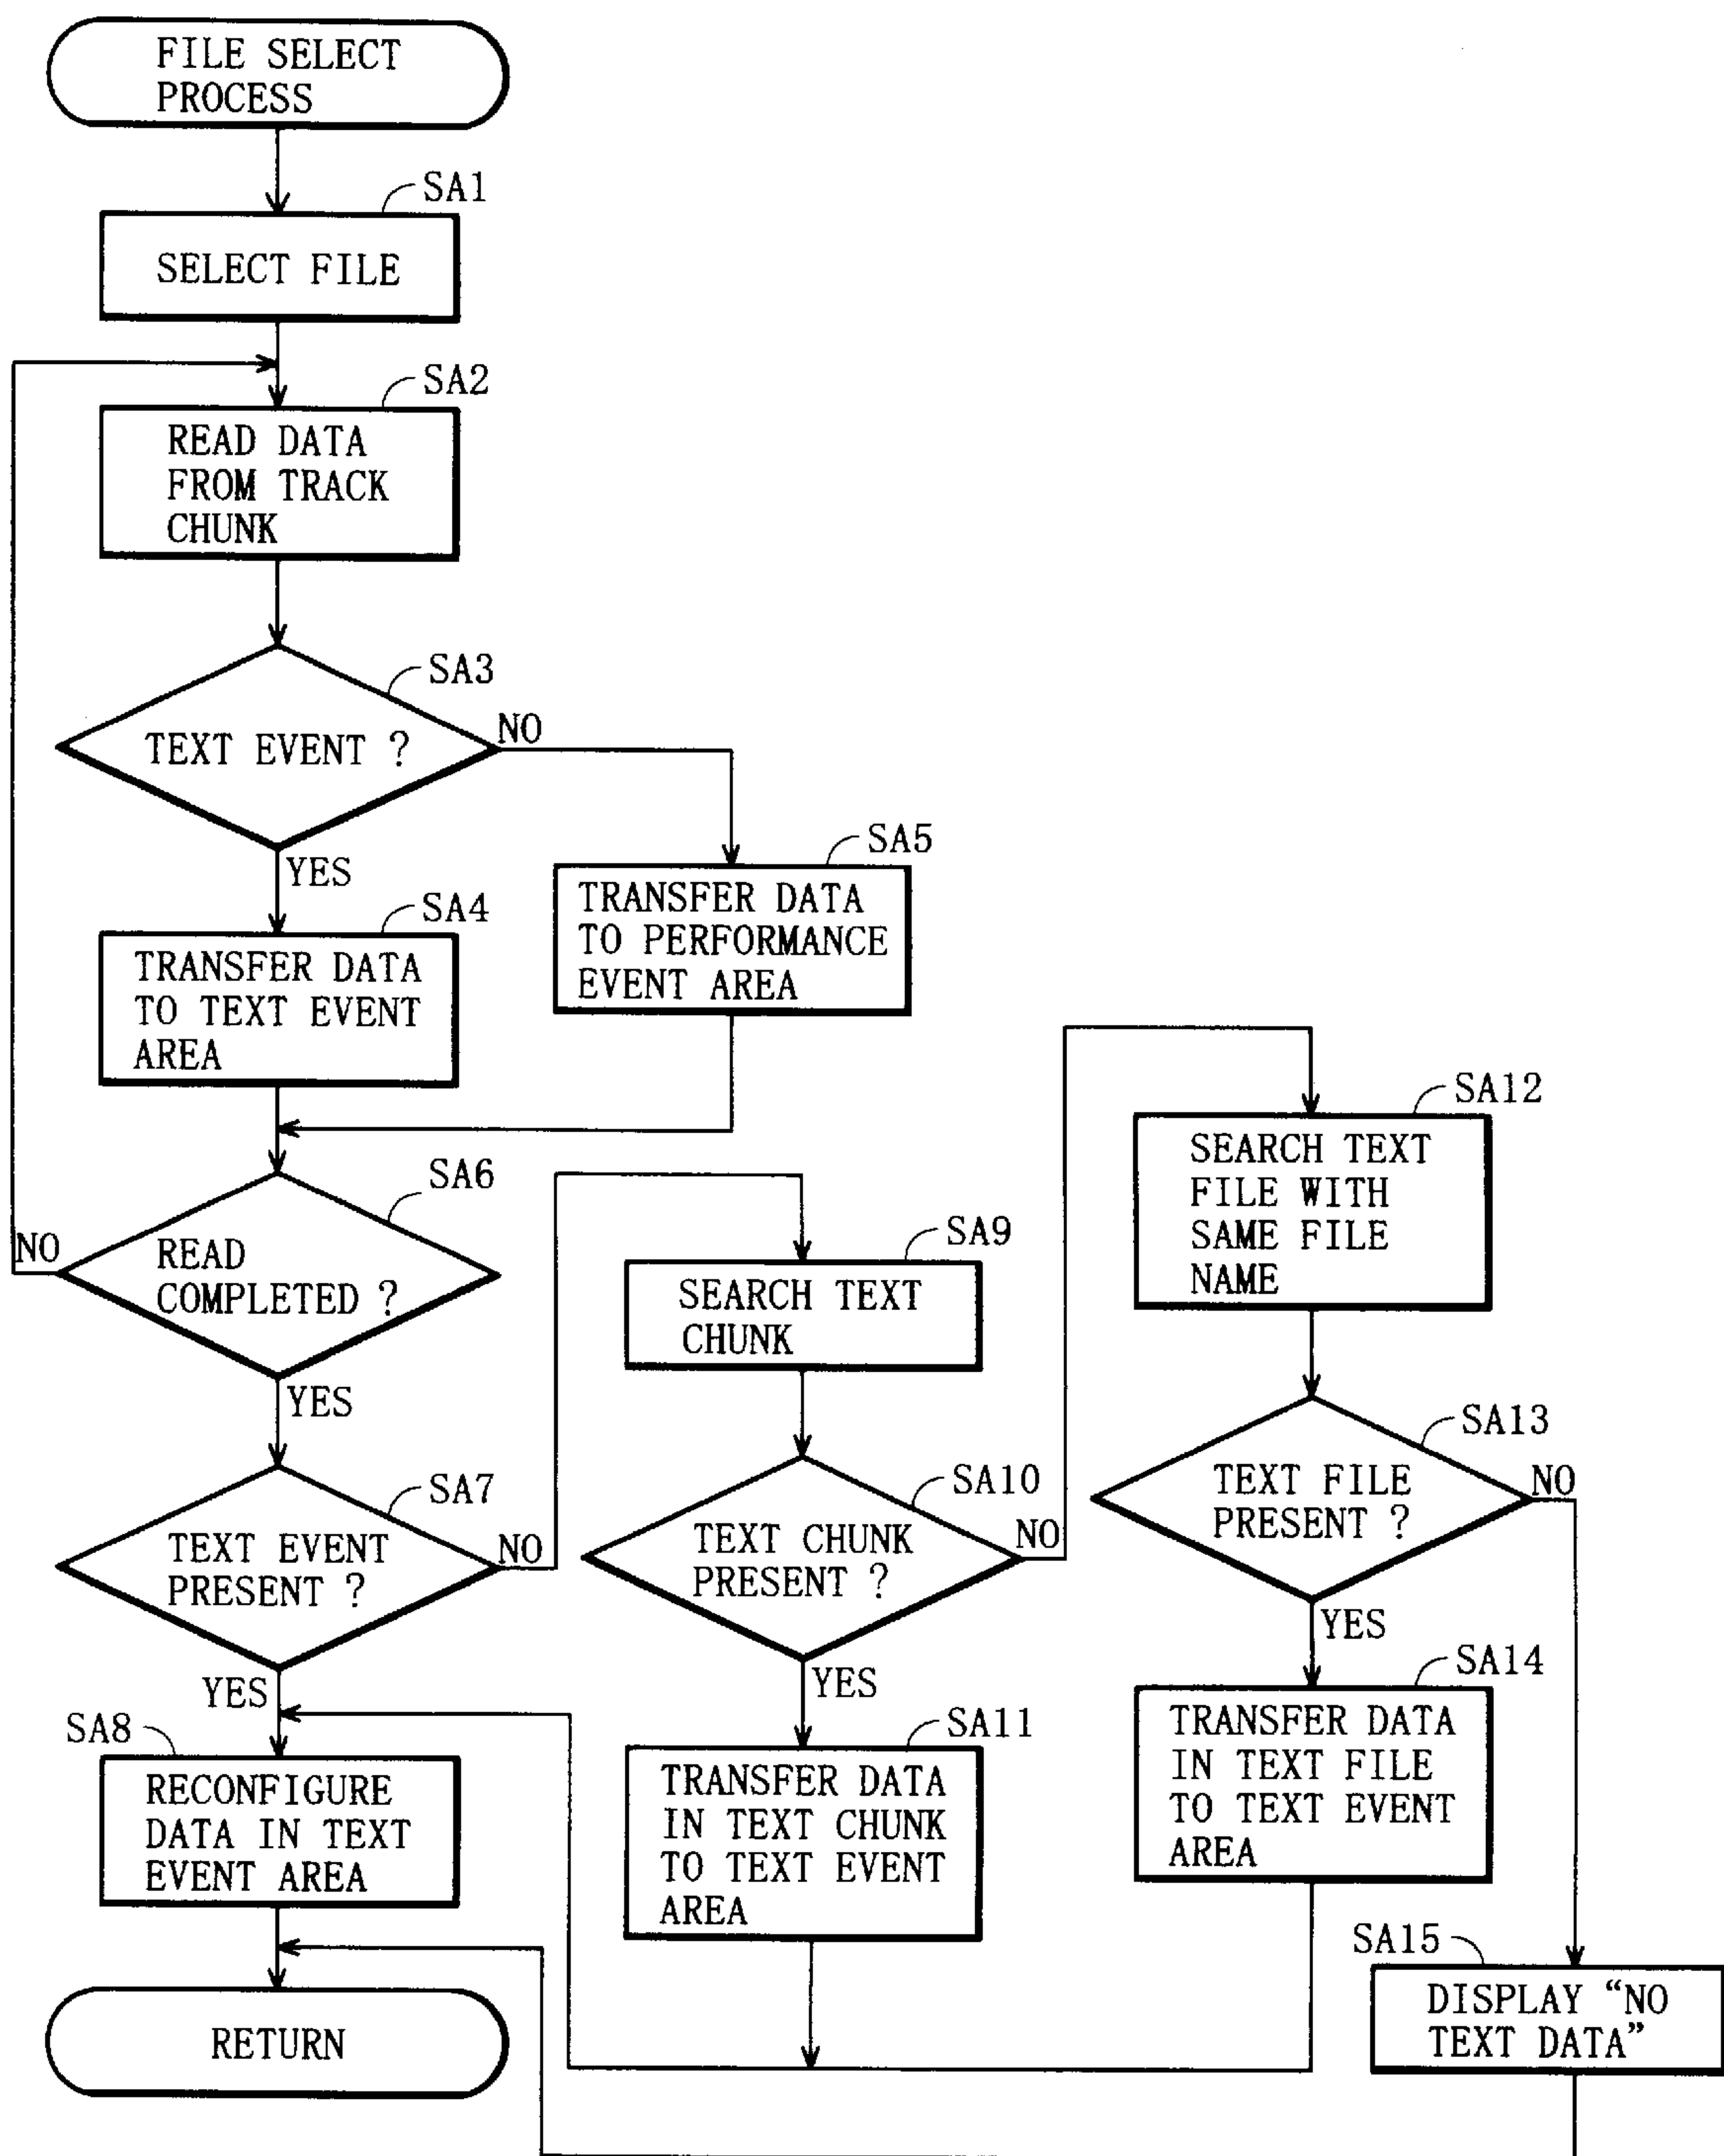 FILE SELECT
PROCESS
SA1
SELECT FILE
SA2
READ DATA
FROM TRACK
CHUNK
SA3
TEXT EVENT ?
NO
YES
SA4
TRANSFER DATA
TO TEXT EVENT
AREA
SA5
TRANSFER DATA
TO PERFORMANCE
EVENT AREA
SA6
READ
COMPLETED ?
NO
YES
SA7
TEXT EVENT
PRESENT ?
NO
YES
SA8
RECONFIGURE
DATA IN TEXT
EVENT AREA
RETURN
SA9
SEARCH TEXT
CHUNK
SA10
TEXT CHUNK
PRESENT ?
NO
YES
SA11
TRANSFER DATA
IN TEXT CHUNK
TO TEXT EVENT
AREA
SA12
SEARCH TEXT
FILE WITH
SAME FILE
NAME
SA13
TEXT FILE
PRESENT ?
NO
YES
SA14
TRANSFER DATA
IN TEXT FILE
TO TEXT EVENT
AREA
SA15
DISPLAY “NO
TEXT DATA”